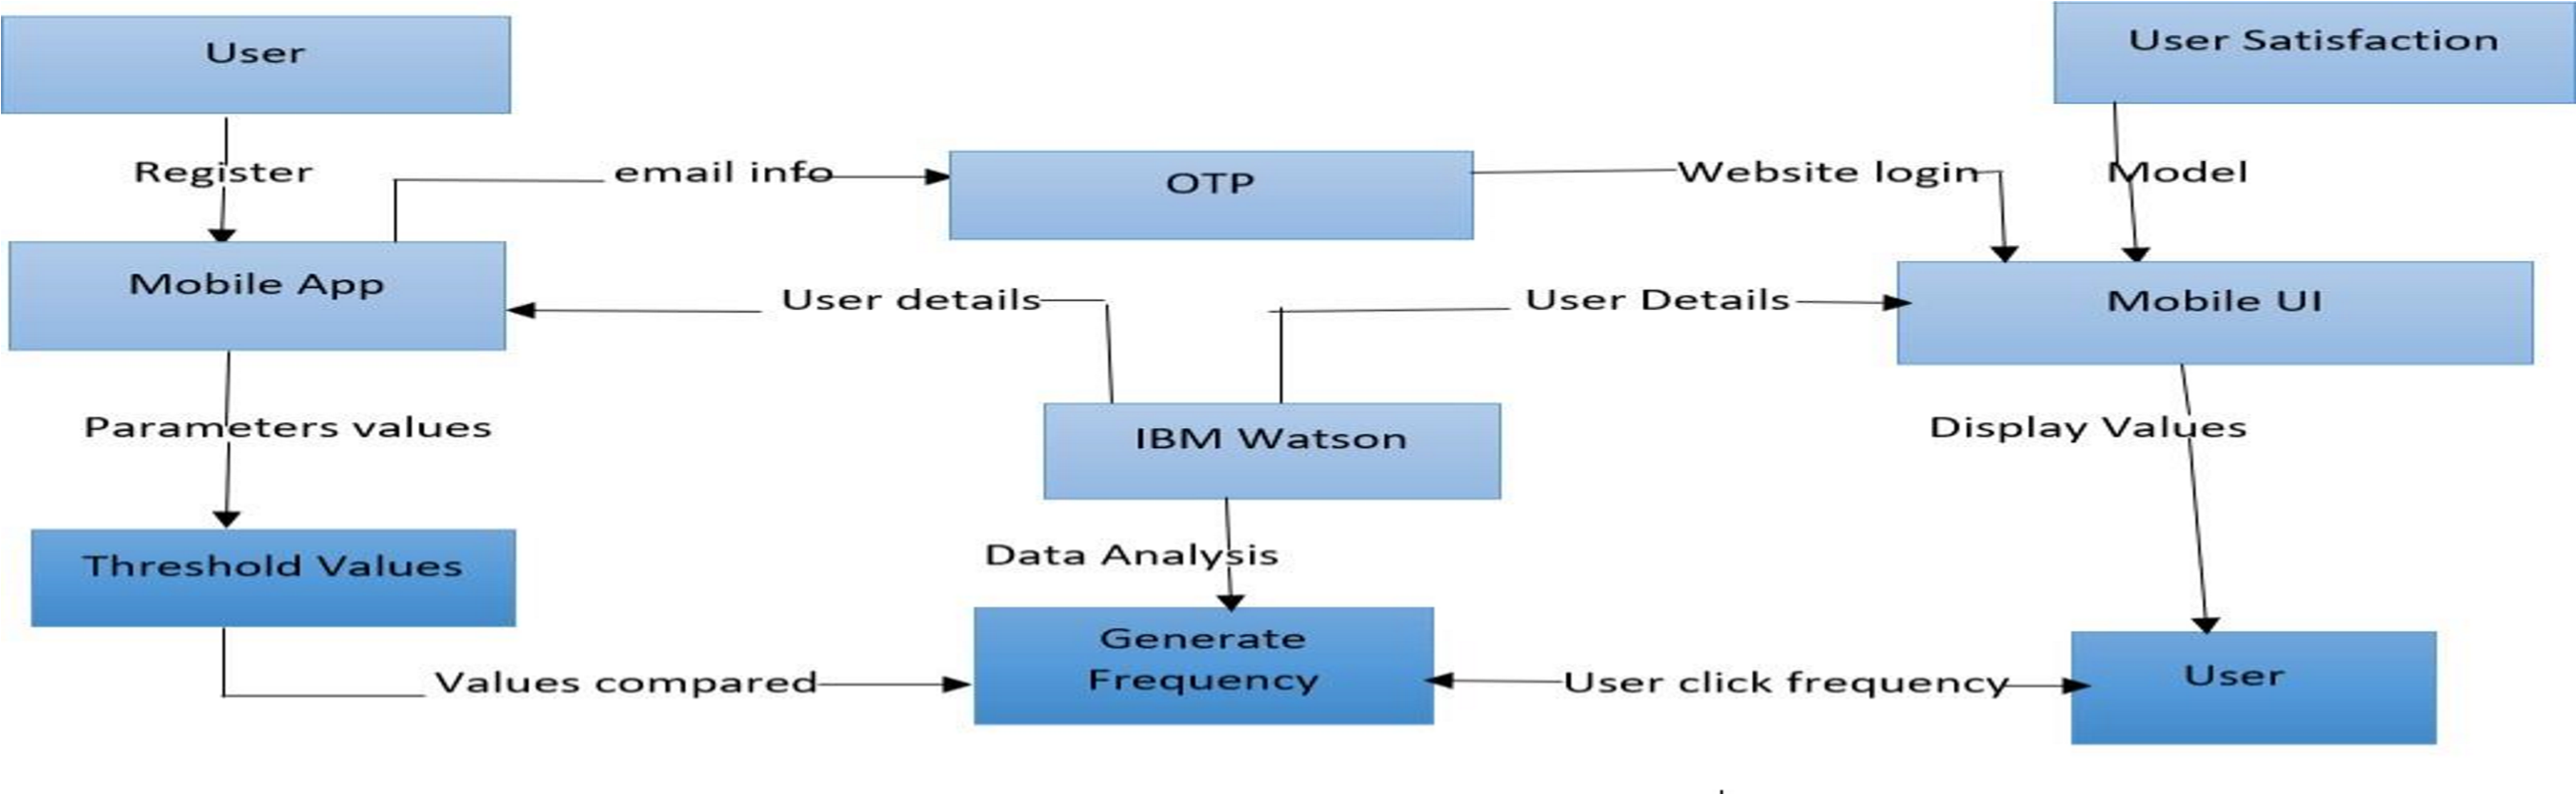 User
User Satisfaction
Register
email info
OTP
Website login
Model
Mobile App
User details
User Details
Mobile UI
Parameters values
IBM Watson
Display Values
Data Analysis
Threshold Values
Generate
Frequency
Values compared
User click frequency
User